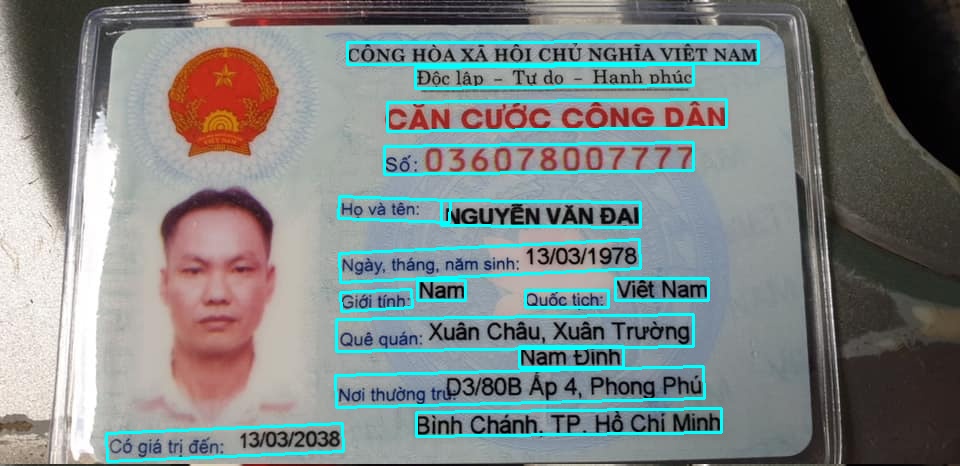 CỘNG HÒA XÃ HỘI CHỦ NGHĨA VIỆT NAM
Độc lập - Tự do - Hạnh phúc
CĂN CƯỚC CÔNG DÂN
Số: 036078007777
Họ và tên: NGUYỄN VĂN ĐẠI
Ngày, tháng, năm sinh: 13/03/1978
Giới tính: Nam Quốc tịch: Việt Nam
Quê quán: Xuân Châu, Xuân Trường
Nam Định
Nơi thường trú: D3/80B Ấp 4, Phong Phú
Bình Chánh, TP. Hồ Chí Minh
Có giá trị đến: 13/03/2038